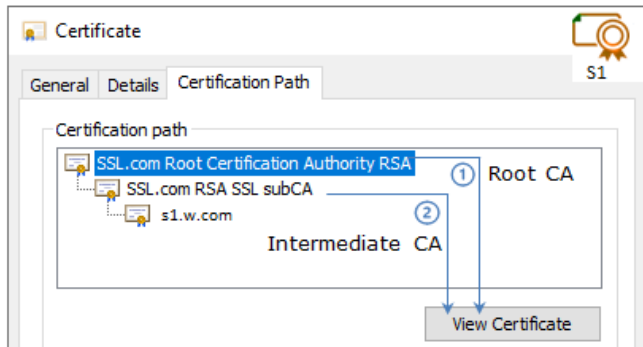 Certificate
S1
General Details Certification Path
Certification path
SSL.com Root Certification Authority RSA
1 Root CA
SSL.com RSA SSL subCA
2
s1.w.com
Intermediate CA
View Certificate